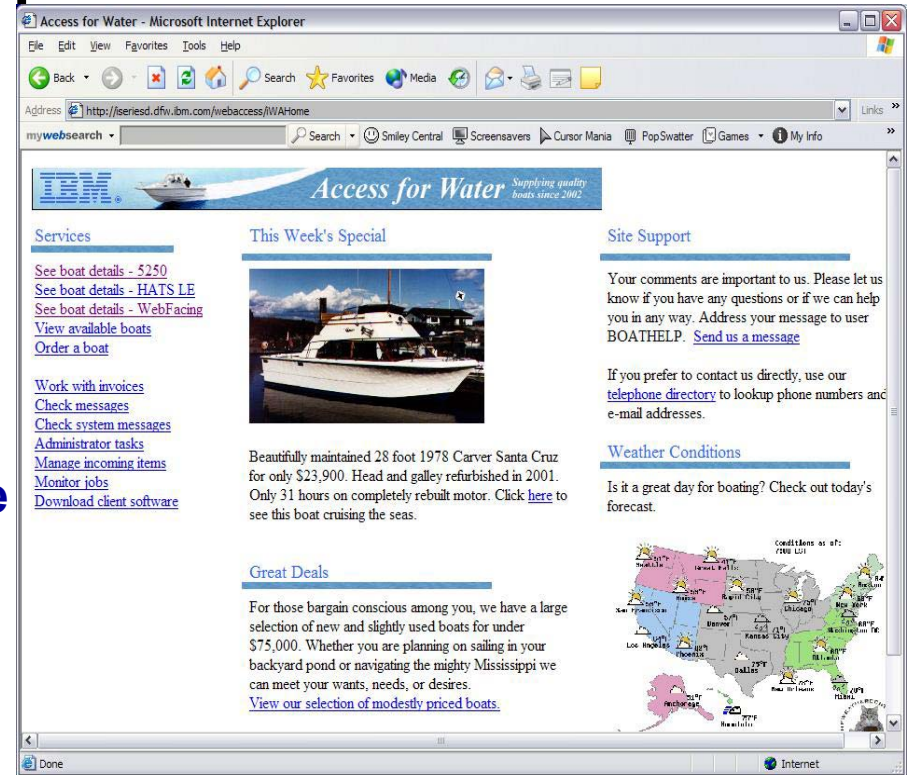 Access for Water - Microsoft Internet Explorer
File Edit View Favorites Tools Help
Back Search Favorites Media
Address http://iseriesd.dfw.ibm.com/webaccess/iWAHome Links »
mywebsearch Search Smiley Central Screensavers Cursor Mania PopSwatter Games My Info »
IBM. Access for Water Supplying quality
boats since 2002
Services
See boat details - 5250
See boat details - HATS LE
See boat details - WebFacing
View available boats
Order a boat
Work with invoices
Check messages
Check system messages
Administrator tasks
Manage incoming items
Monitor jobs
Download client software
e
This Week's Special
Beautifully maintained 28 foot 1978 Carver Santa Cruz
for only $23,900. Head and galley refurbished in 2001.
Only 31 hours on completely rebuilt motor. Click here to
see this boat cruising the seas.
Great Deals
For those bargain conscious among you, we have a large
selection of new and slightly used boats for under
$75,000. Whether you are planning on sailing in your
backyard pond or navigating the mighty Mississippi we
can meet your wants, needs, or desires.
View our selection of modestly priced boats.
Site Support
Your comments are important to us. Please let us
know if you have any questions or if we can help
you in any way. Address your message to user
BOATHELP. Send us a message
If you prefer to contact us directly, use our
telephone directory to lookup phone numbers and
e-mail addresses.
Weather Conditions
Is it a great day for boating? Check out today's
forecast.
Conditions as of:
Seattle
Great Falls
Boise
Rapid City
Chicago
Boston
New York
San Francisco
Denver
Kansas City
Washington DC
Los Angeles
Phoenix
Dallas
Atlanta
New Orleans
Miami
Anchorage
Honolulu
Done Internet